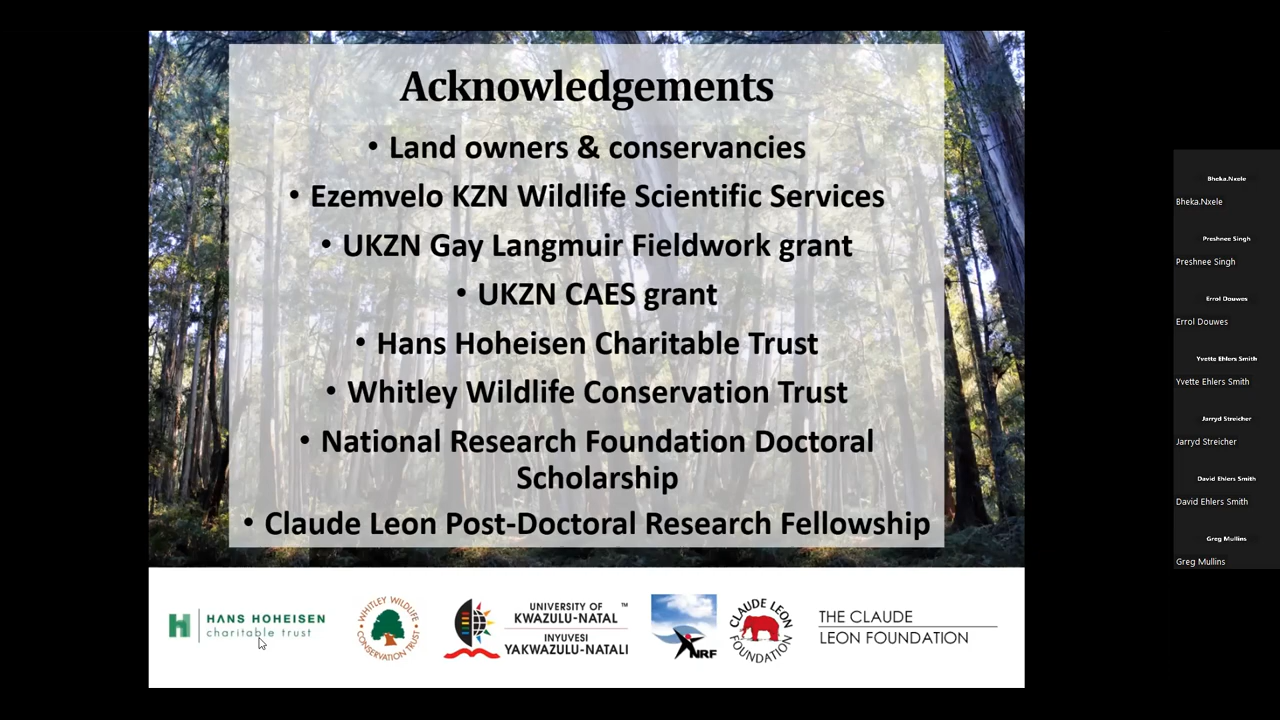 Acknowledgements
• Land owners & conservancies
• Ezemvelo KZN Wildlife Scientific Services
• UKZN Gay Langmuir Fieldwork grant
• UKZN CAES grant
• Hans Hoheisen Charitable Trust
• Whitley Wildlife Conservation Trust
• National Research Foundation Doctoral
Scholarship
• Claude Leon Post-Doctoral Research Fellowship
HANS HOHEISEN
charitable trust
WHITLEY WILDLIFE
CONSERVATION TRUST
UNIVERSITY OF ™
KWAZULU-NATAL
INYUVESI
YAKWAZULU-NATALI
NRF
CLAUDE LEON
FOUNDATION
THE CLAUDE
LEON FOUNDATION
Bheka.Nxele
Bheka.Nxele
Preshnee Singh
Preshnee Singh
Errol Douwes
Errol Douwes
Yvette Ehlers Smith
Yvette Ehlers Smith
Jarryd Streicher
Jarryd Streicher
David Ehlers Smith
David Ehlers Smith
Greg Mullins
Greg Mullins